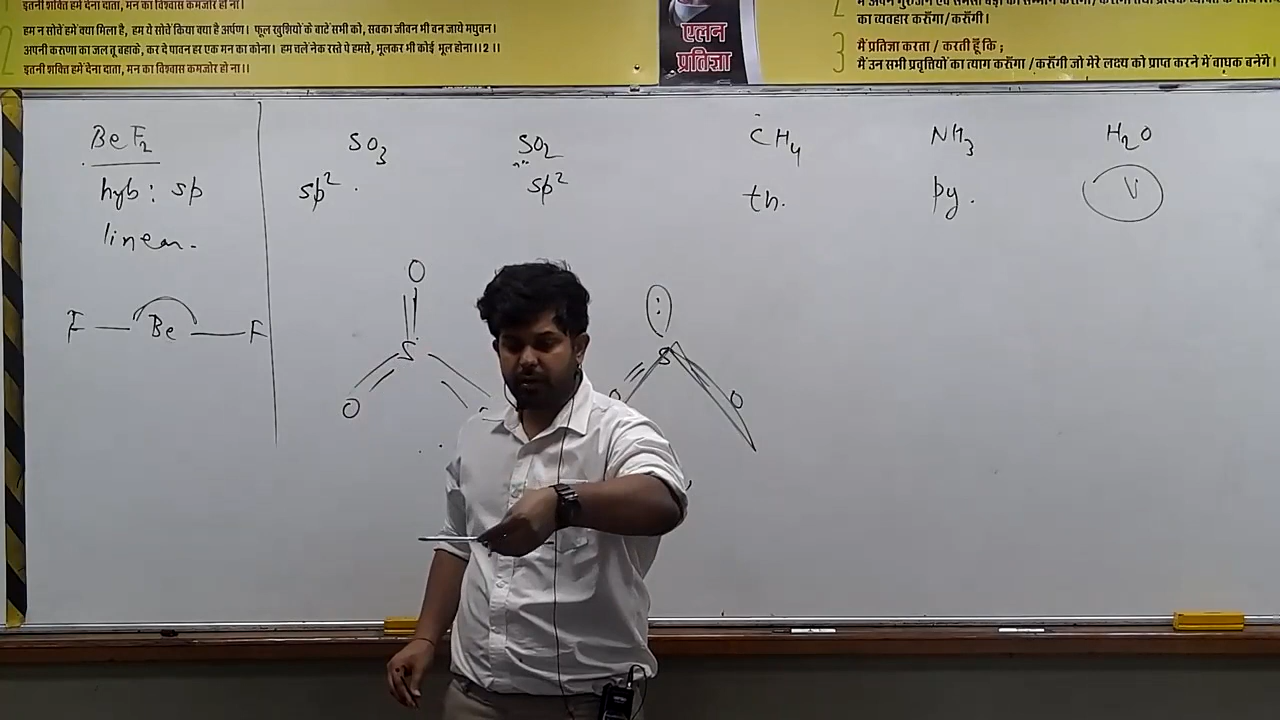 इतनी शक्ति हमें देना दाता, मन का विश्वास कमजोर हो ना।
हम न सोचें हमें क्या मिला है, हम ये सोचें किया क्या है अर्पण। फूल खुशियों के बाटें सभी को, सबका जीवन भी बन जाये मधुवन।
अपनी करुणा का जल तू बहाके, कर दे पावन हर एक मन का कोना। हम चलें नेक रास्ते पे हमसे, भूलकर भी कोई भूल होना।।2।।
इतनी शक्ति हमें देना दाता, मन का विश्वास कमजोर हो ना।।
2
एलन
प्रतिज्ञा
2
का व्यवहार करूँगा/करूँगी।
3 मैं प्रतिज्ञा करता / करती हूँ कि ;
मैं उन सभी प्रवृत्तियों का त्याग करूँगा / करूँगी जो मेरे लक्ष्य को प्राप्त करने में बाधक बनेंगे।
BeF2
hyb: sp
linear.
F — Be — F
SO3
sp2
O
S
O
SO2
sp2
:
S
O
CH4
th.
NH3
py.
H2O
V